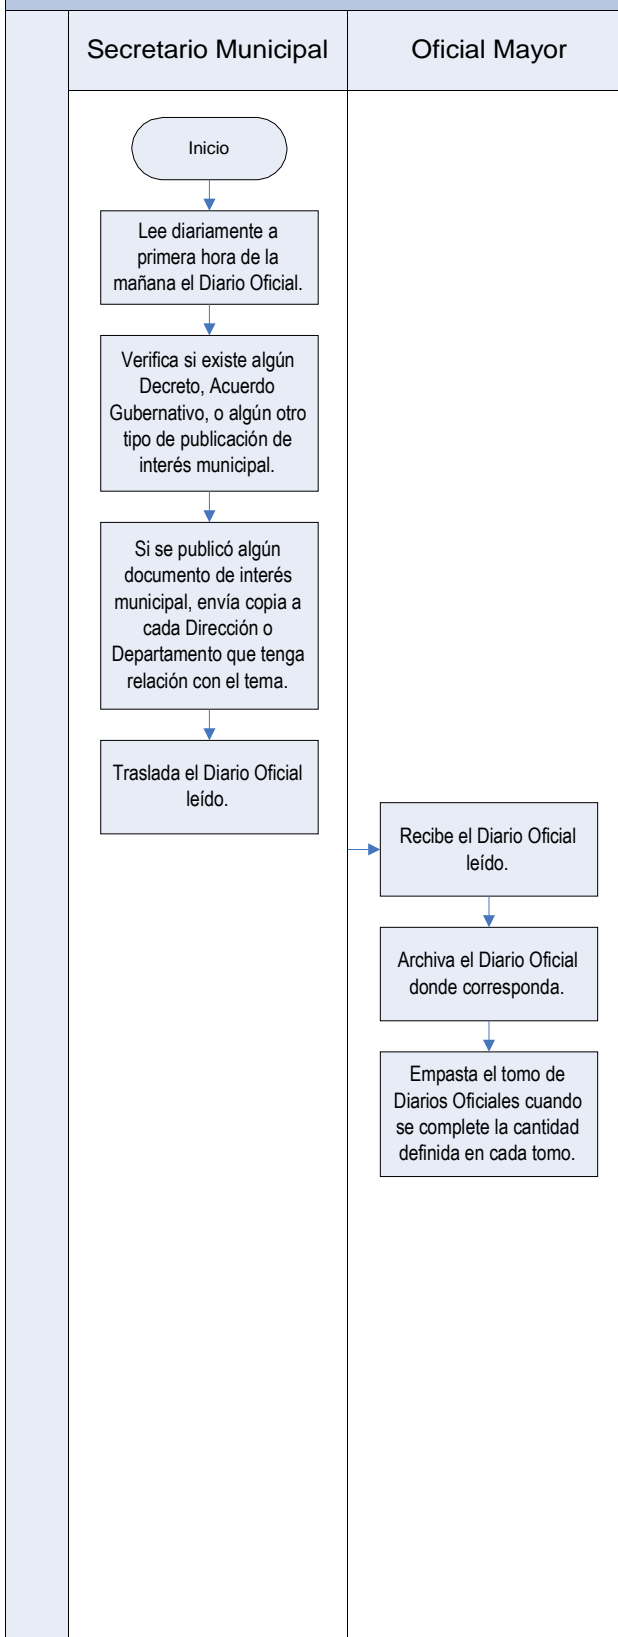 Secretario Municipal
Oficial Mayor
Inicio
Lee diariamente a
primera hora de la
mañana el Diario Oficial.
Verifica si existe algún
Decreto, Acuerdo
Gubernativo, o algún otro
tipo de publicación de
interés municipal.
Si se publicó algún
documento de interés
municipal, envía copia a
cada Dirección o
Departamento que tenga
relación con el tema.
Traslada el Diario Oficial
leído.
Recibe el Diario Oficial
leído.
Archiva el Diario Oficial
donde corresponda.
Empasta el tomo de
Diarios Oficiales cuando
se complete la cantidad
definida en cada tomo.